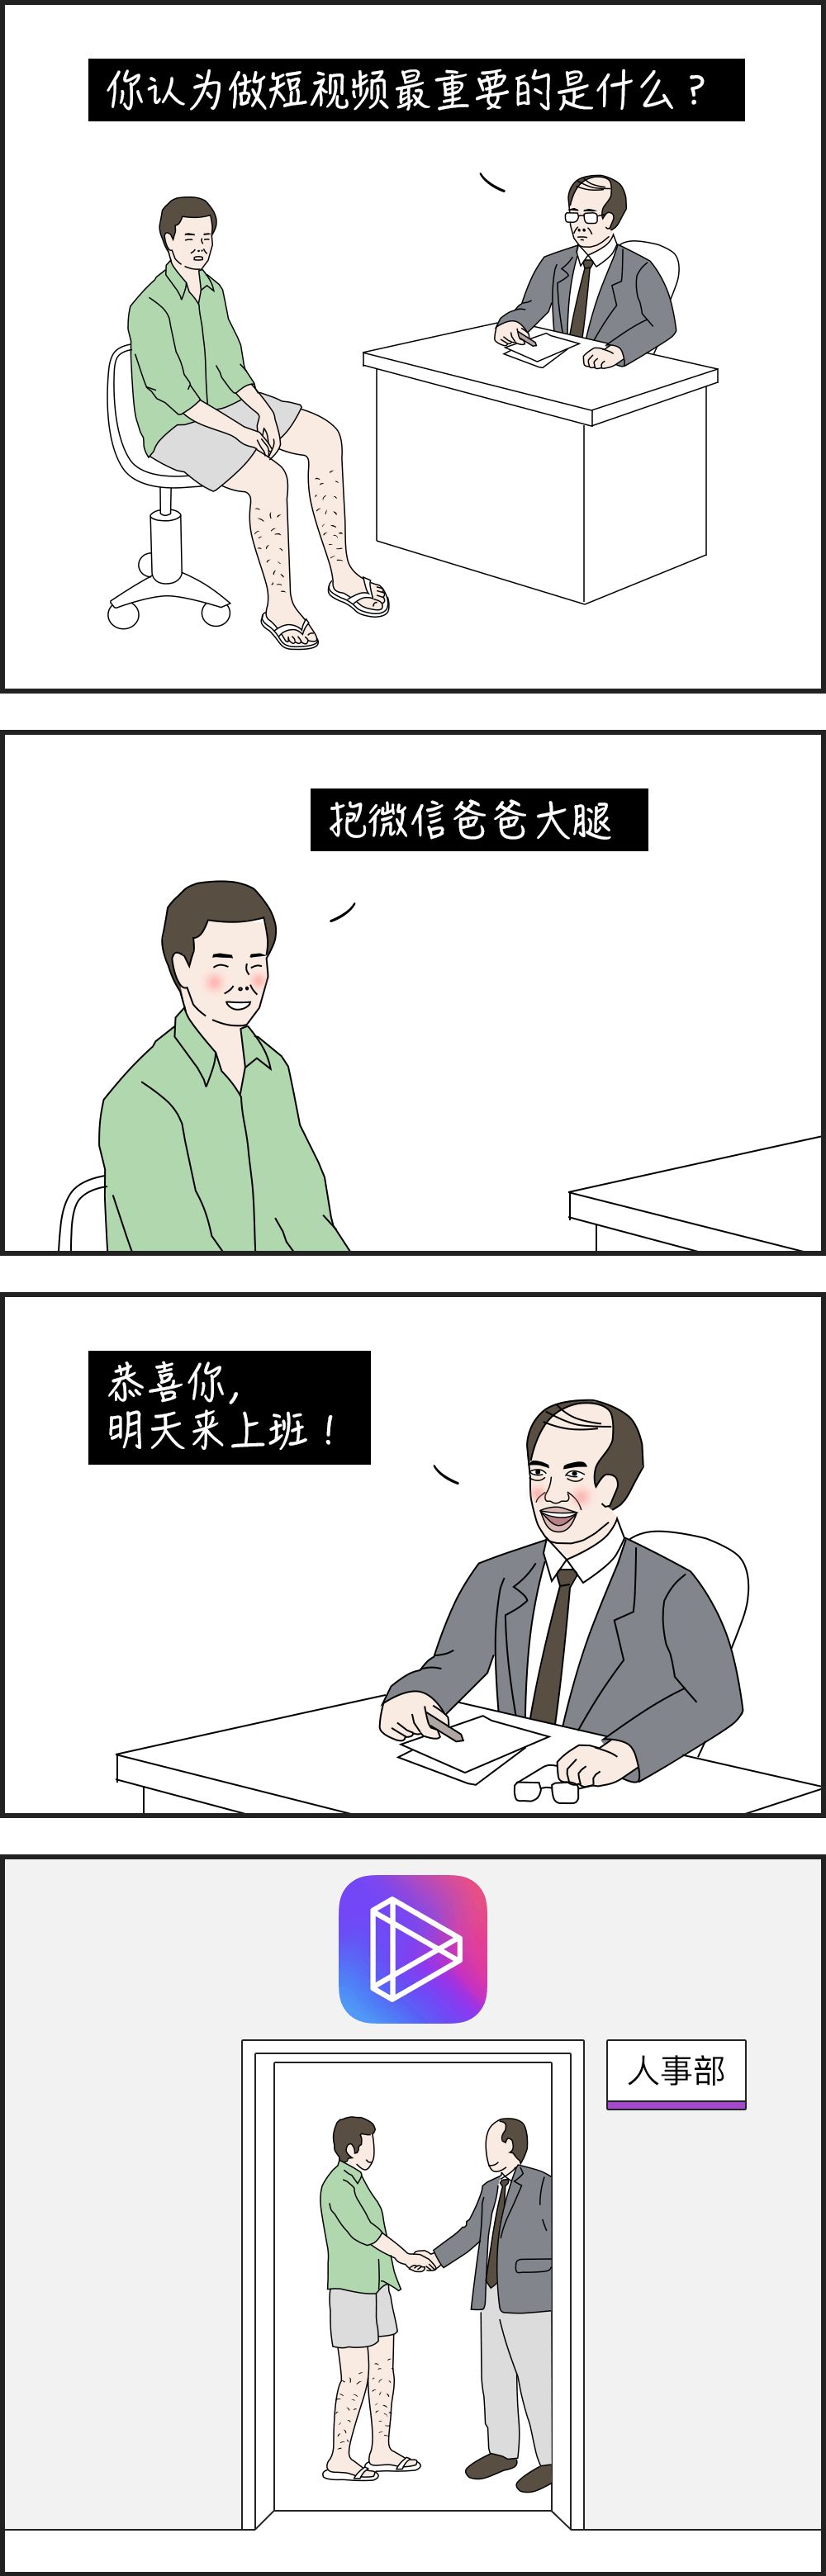 你认为做短视频最重要的是什么？
抱微信爸爸大腿
恭喜你,
明天来上班！
人事部